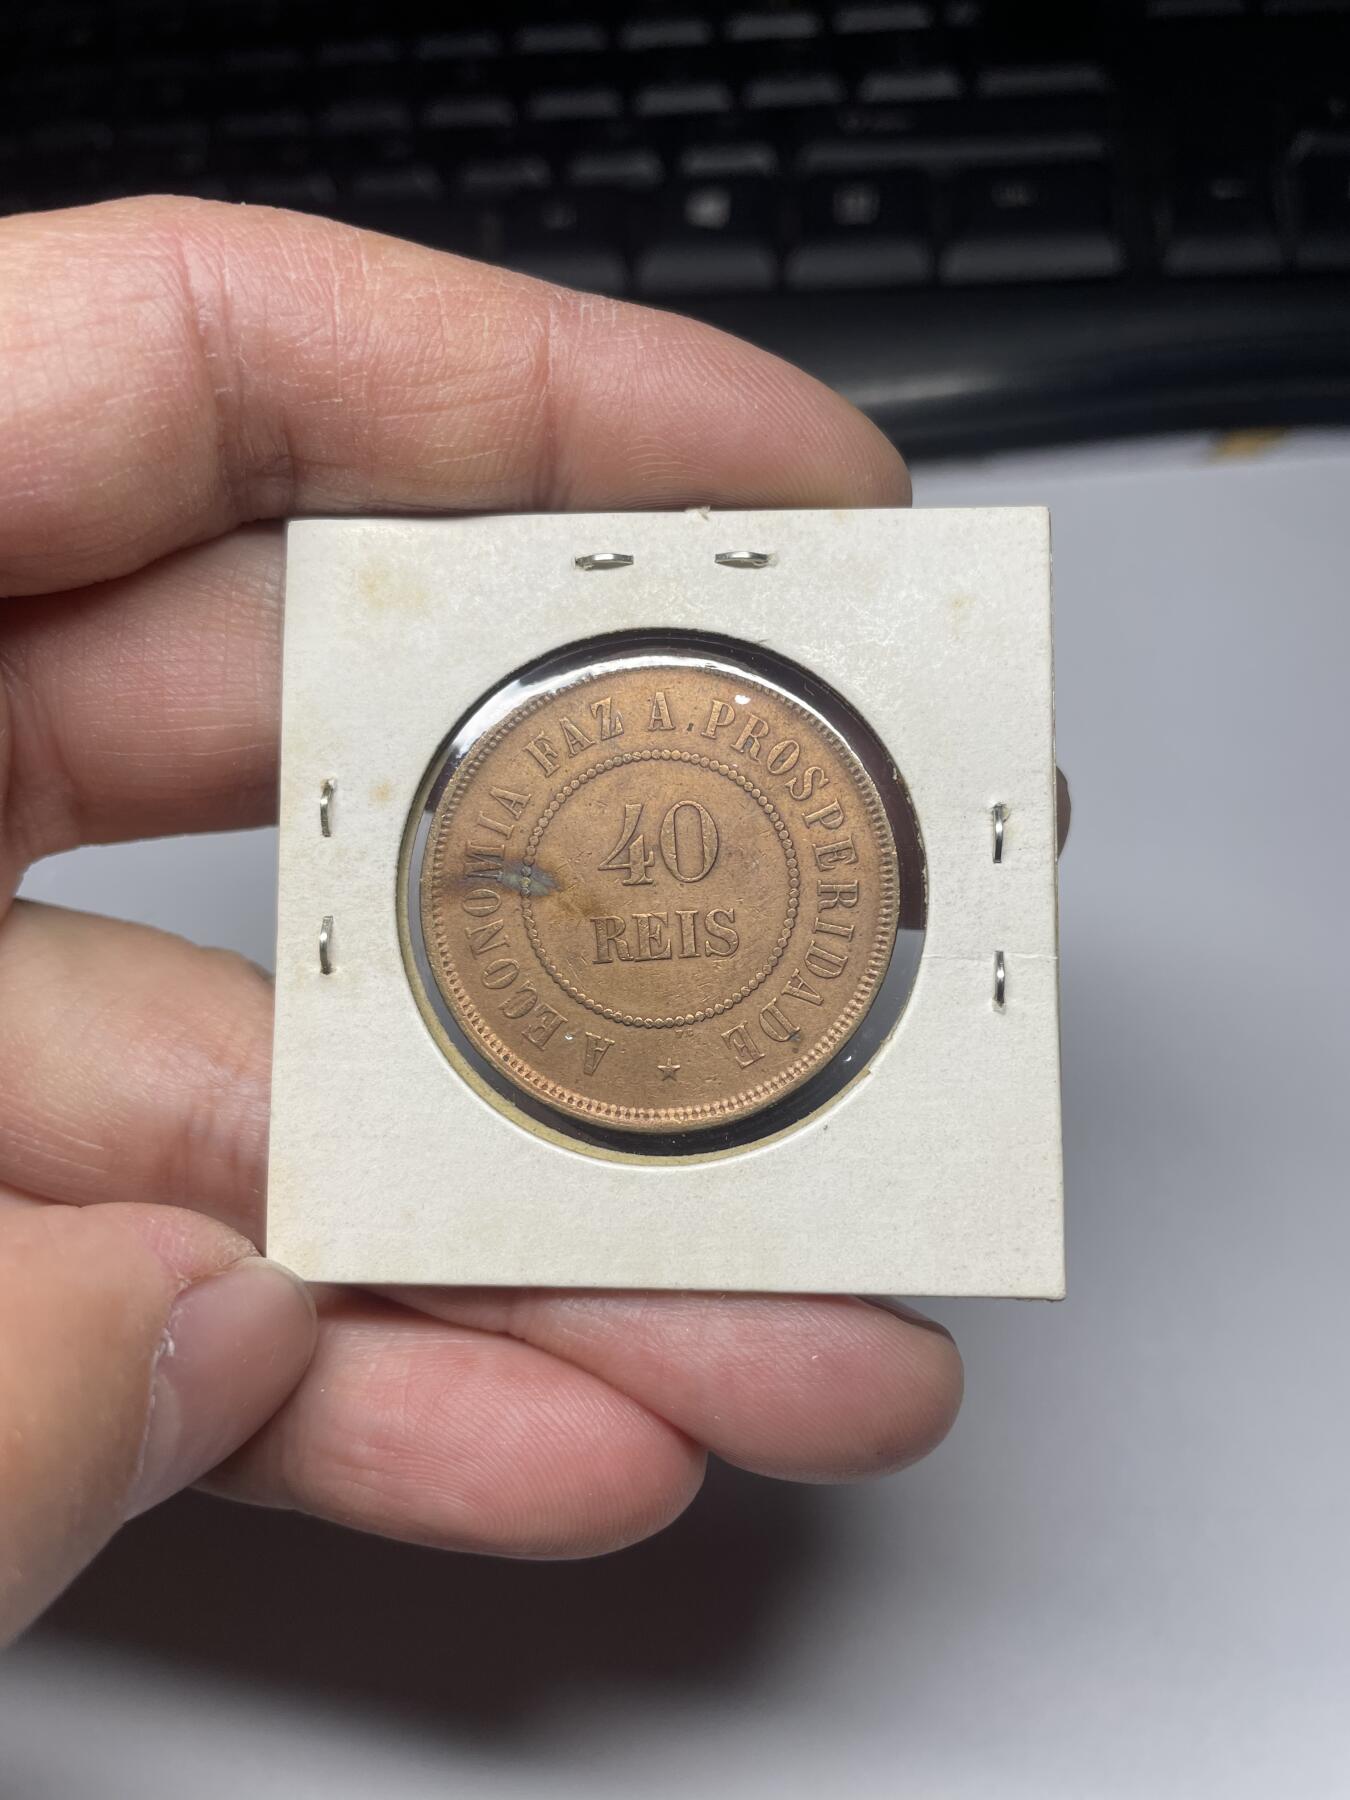 A ECONOMIA FAZ A PROSPERIDADE
40
REIS